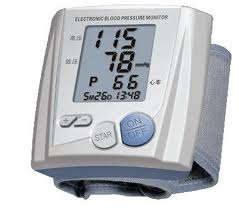 ELECTRONIC BLOOD PRESSURE MONITOR
高压 115
低压 78 mmHg
P 66 心率
5M26D 13:48
+ −
STAR
ON
OFF